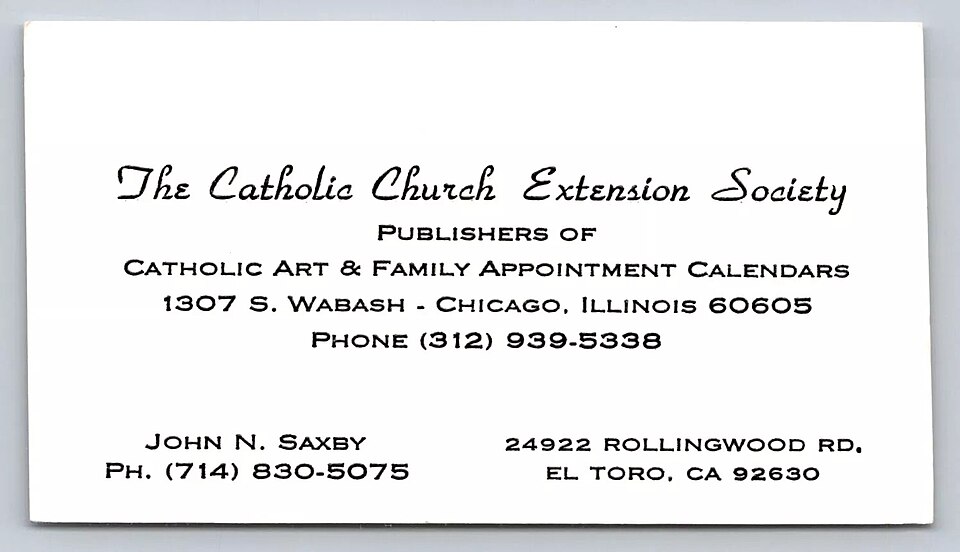 The Catholic Church Extension Society
PUBLISHERS OF
CATHOLIC ART & FAMILY APPOINTMENT CALENDARS
1307 S. WABASH - CHICAGO, ILLINOIS 60605
PHONE (312) 939-5338
JOHN N. SAXBY
PH. (714) 830-5075
24922 ROLLINGWOOD RD.
EL TORO, CA 92630